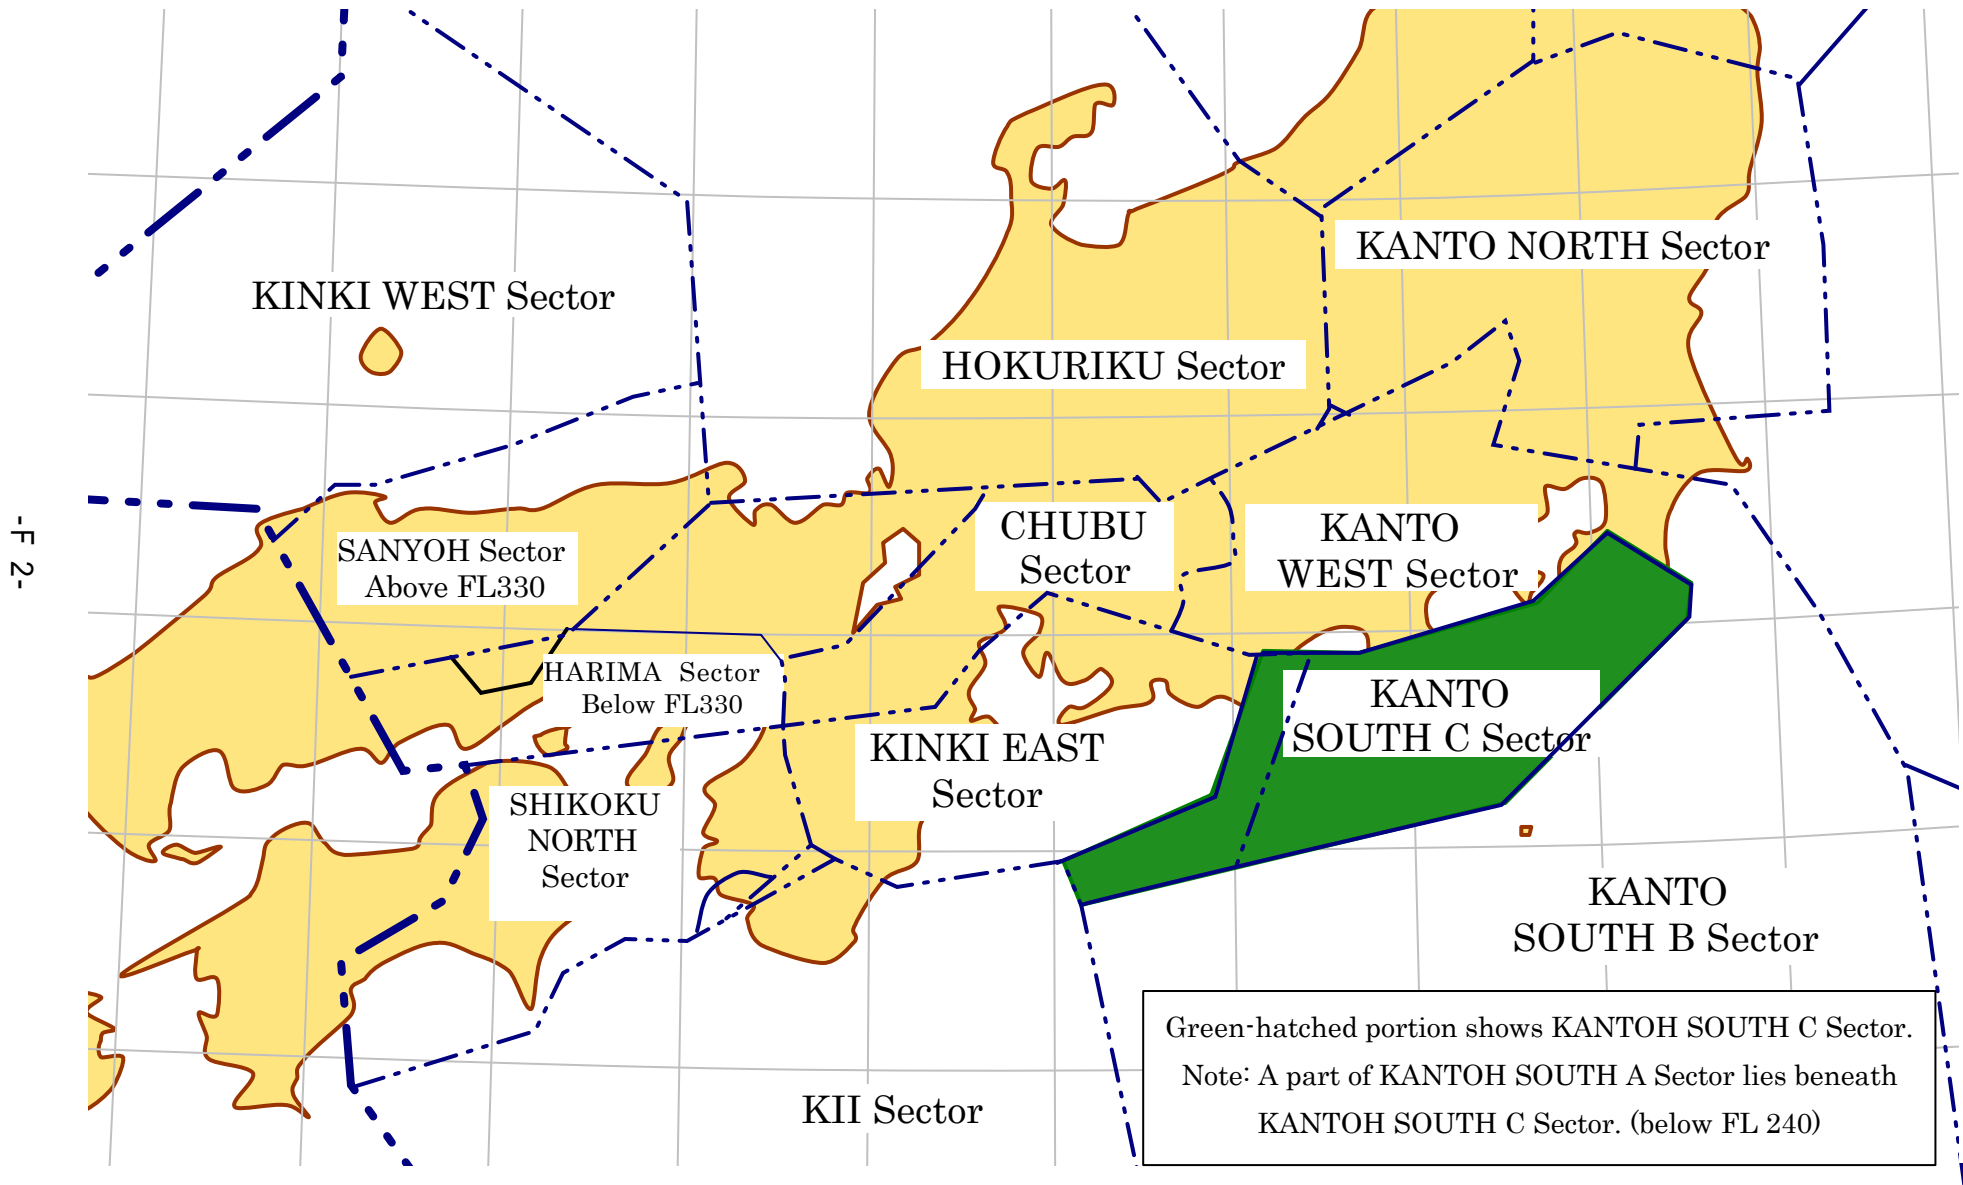 KANTO NORTH Sector
KINKI WEST Sector
HOKURIKU Sector
-F 2-
SANYOH Sector
Above FL330
CHUBU
Sector
KANTO
WEST Sector
HARIMA Sector
Below FL330
KANTO
SOUTH C Sector
KINKI EAST
Sector
SHIKOKU
NORTH
Sector
KANTO
SOUTH B Sector
KII Sector
Green-hatched portion shows KANTOH SOUTH C Sector.
Note: A part of KANTOH SOUTH A Sector lies beneath
KANTOH SOUTH C Sector. (below FL 240)